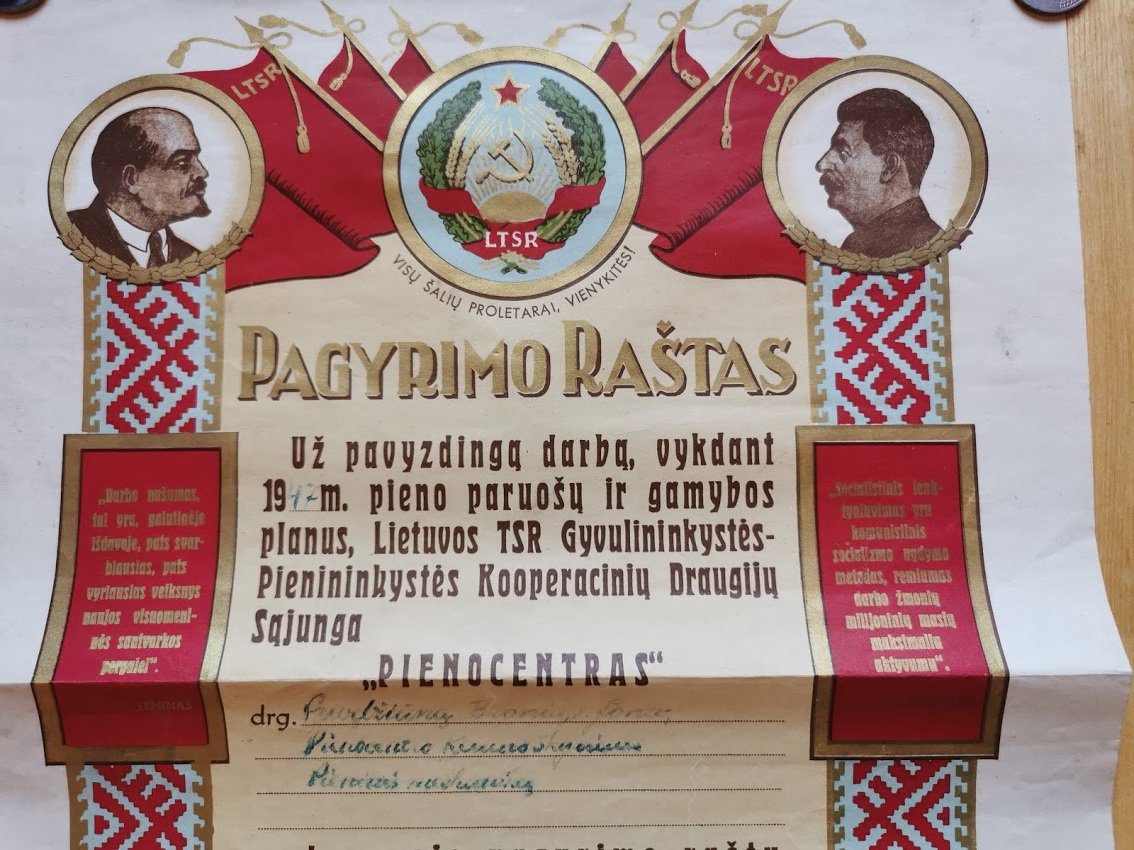 LTSR
LTSR
LTSR
VISŲ ŠALIŲ PROLETARAI, VIENYKITĖS!
PAGYRIMO RAŠTAS
Už pavyzdingą darbą, vykdant
1947 m. pieno paruošų ir gamybos
planus, Lietuvos TSR Gyvulininkystės-
Pienininkystės Kooperacinių Draugijų
Sąjunga
„PIENOCENTRAS“
drg.
„Darbo našumas,
tai yra, galutinėje
išdavoje, pats svar-
biausias, pats
vyriausias veiksnys
naujos visuomeni-
nės santvarkos
pergalei“.
LENINAS
„Socialistinis lenk-
tyniavimas yra
komunistinis
socializmo ugdymo
metodas, remiamas
darbo žmonių
milijoninių masių
maksimaliu
aktyvumu“.